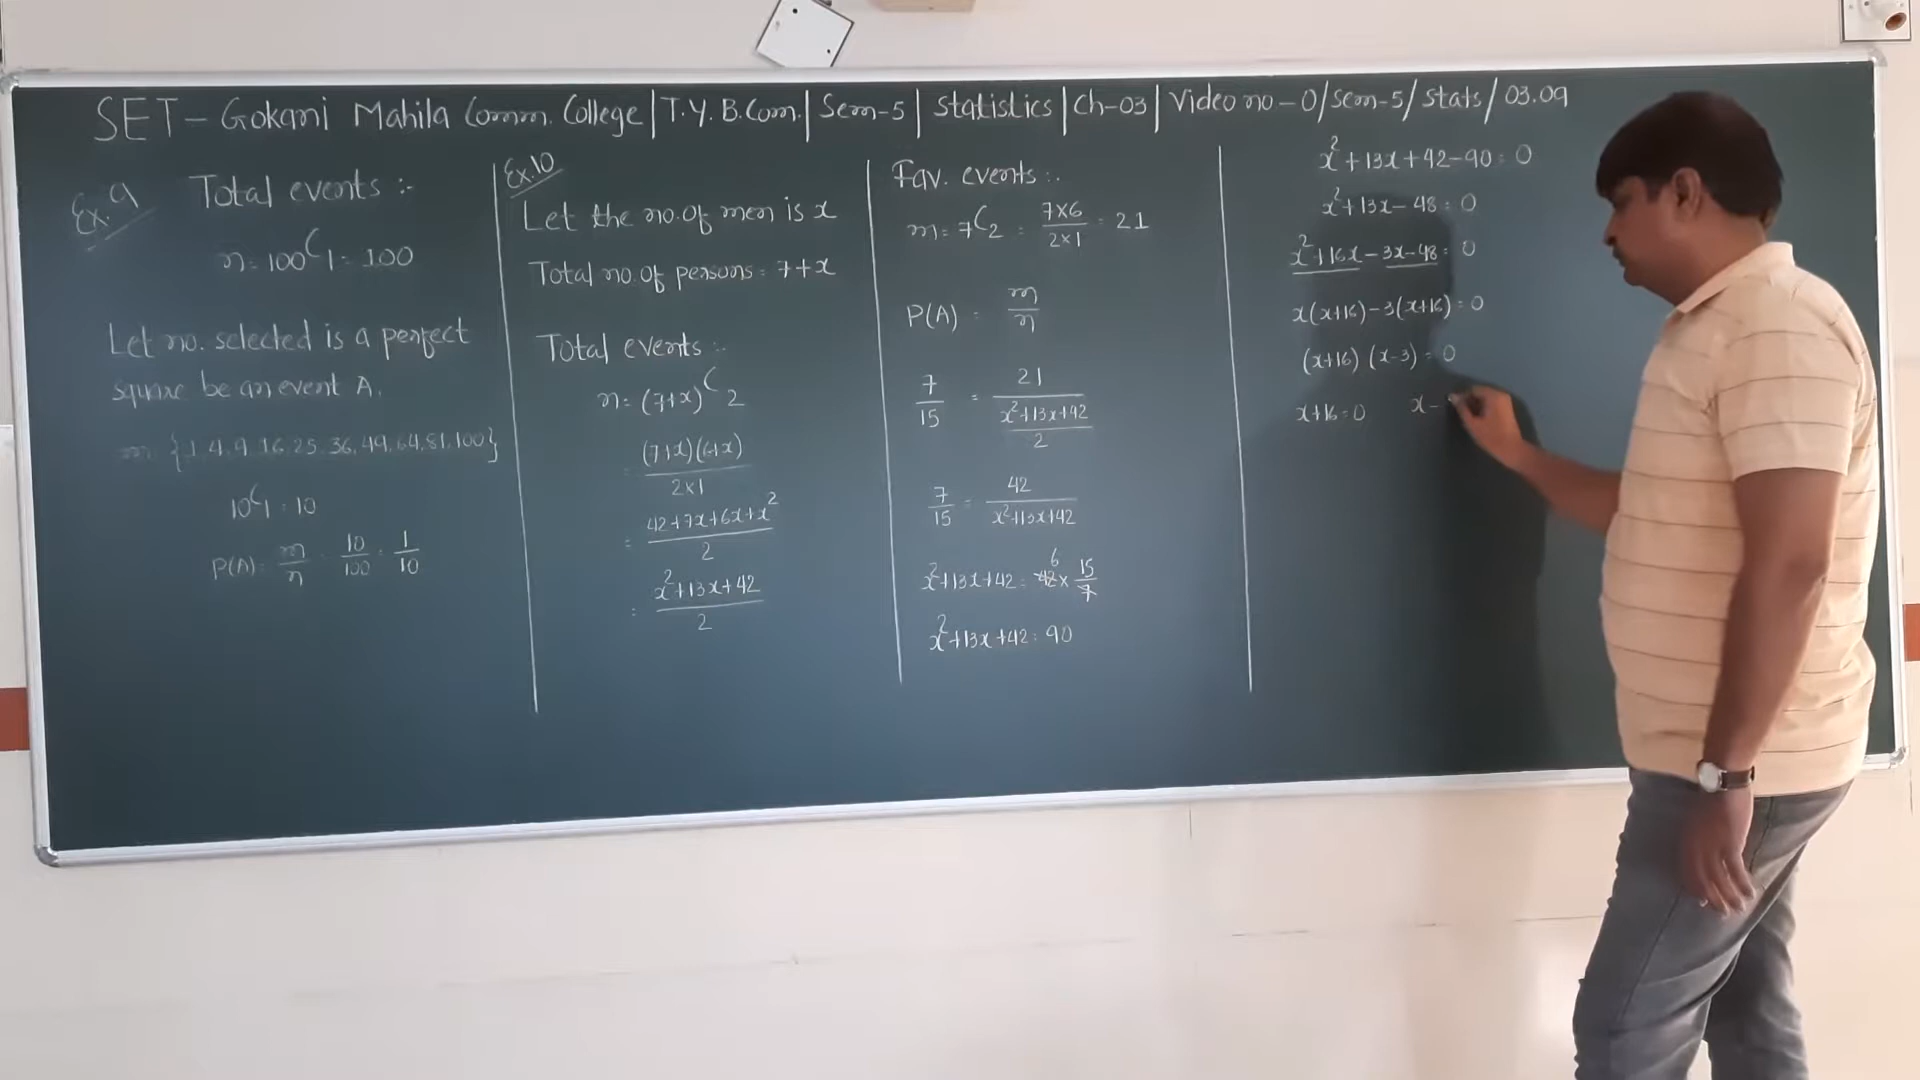 SET - Gokani Mahila Comm. College | T.Y. B.Com. | Sem-5 | Statistics | Ch-03 | Video no - 0/sem-5/stats/03.09
Ex.9
Total events :-
n = 100C1 = 100
Let no. selected is a perfect
square be an event A.
m = {1, 4, 9, 16, 25, 36, 49, 64, 81, 100}
10C1 = 10
P(A) = m/n = 10/100 = 1/10
Ex.10
Let the no. of men is x
Total no. of persons = 7+x
Total events :-
n = (7+x)C2
= (7+x)(6+x) / 2×1
= 42+7x+6x+x² / 2
= x²+13x+42 / 2
Fav. events :-
m = 7C2 = 7×6 / 2×1 = 21
P(A) = m/n
7/15 = 21 / (x²+13x+42 / 2)
7/15 = 42 / x²+13x+42
6
x²+13x+42 = 42 × 15/7
x²+13x+42 = 90
x²+13x+42-90 = 0
x²+13x-48 = 0
x²+16x-3x-48 = 0
x(x+16)-3(x+16) = 0
(x+16) (x-3) = 0
x+16=0 x-